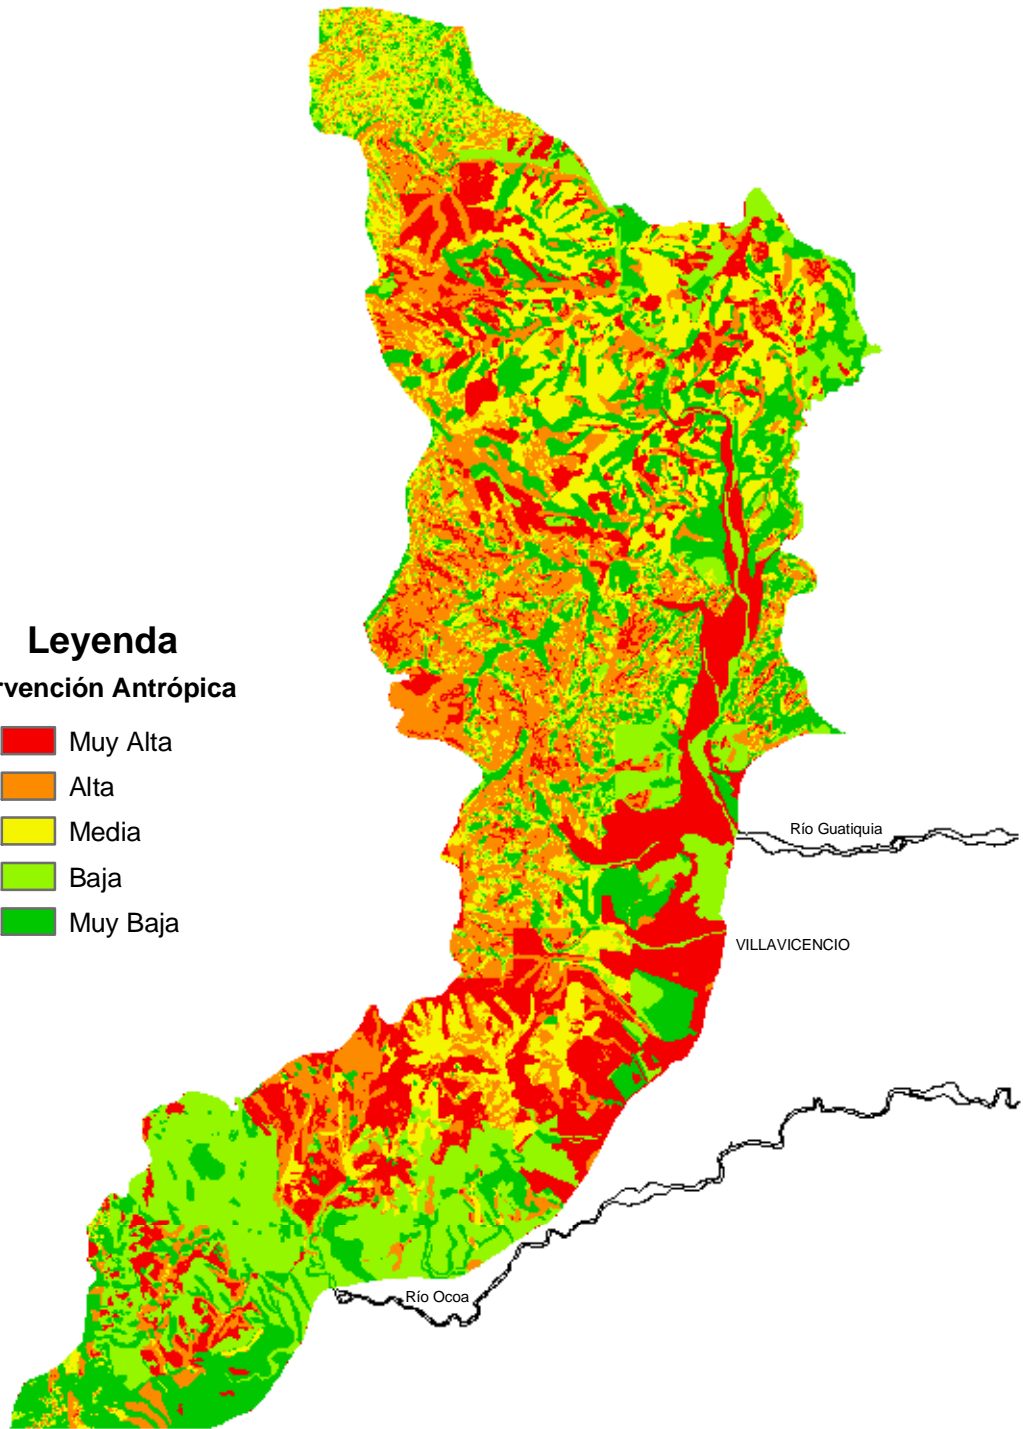 Leyenda
rvención Antrópica
Muy Alta
Alta
Media
Baja
Muy Baja
Río Guatiquia
VILLAVICENCIO
Río Ocoa